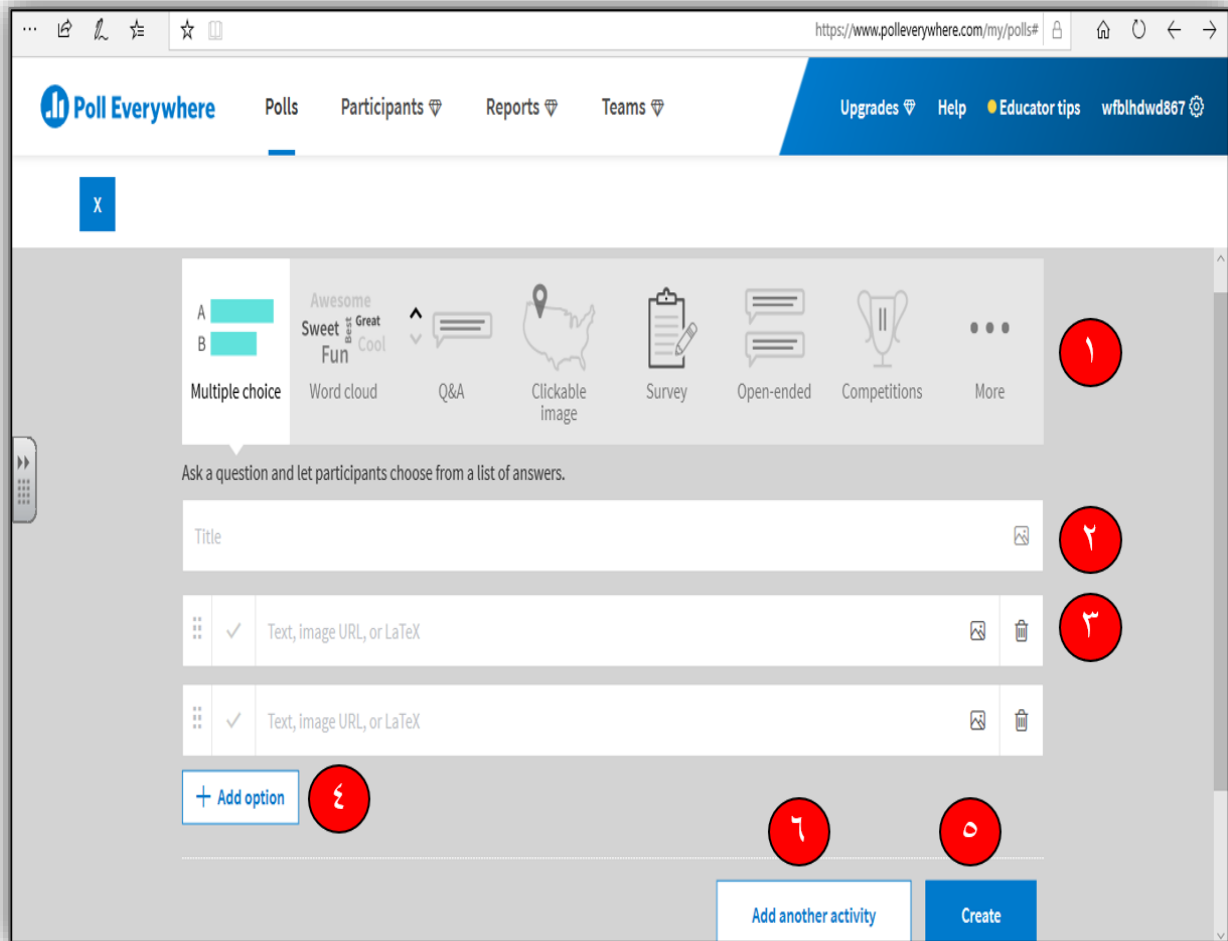 https://www.polleverywhere.com/my/polls#
Poll Everywhere Polls Participants Reports Teams Upgrades Help Educator tips wfblhdwd867
X
A
B
Awesome
Sweet Best Great
Fun Cool
Multiple choice Word cloud Q&A Clickable image Survey Open-ended Competitions More
١
Ask a question and let participants choose from a list of answers.
Title
٢
Text, image URL, or LaTeX
٣
Text, image URL, or LaTeX
+ Add option
٤
٦
٥
Add another activity
Create